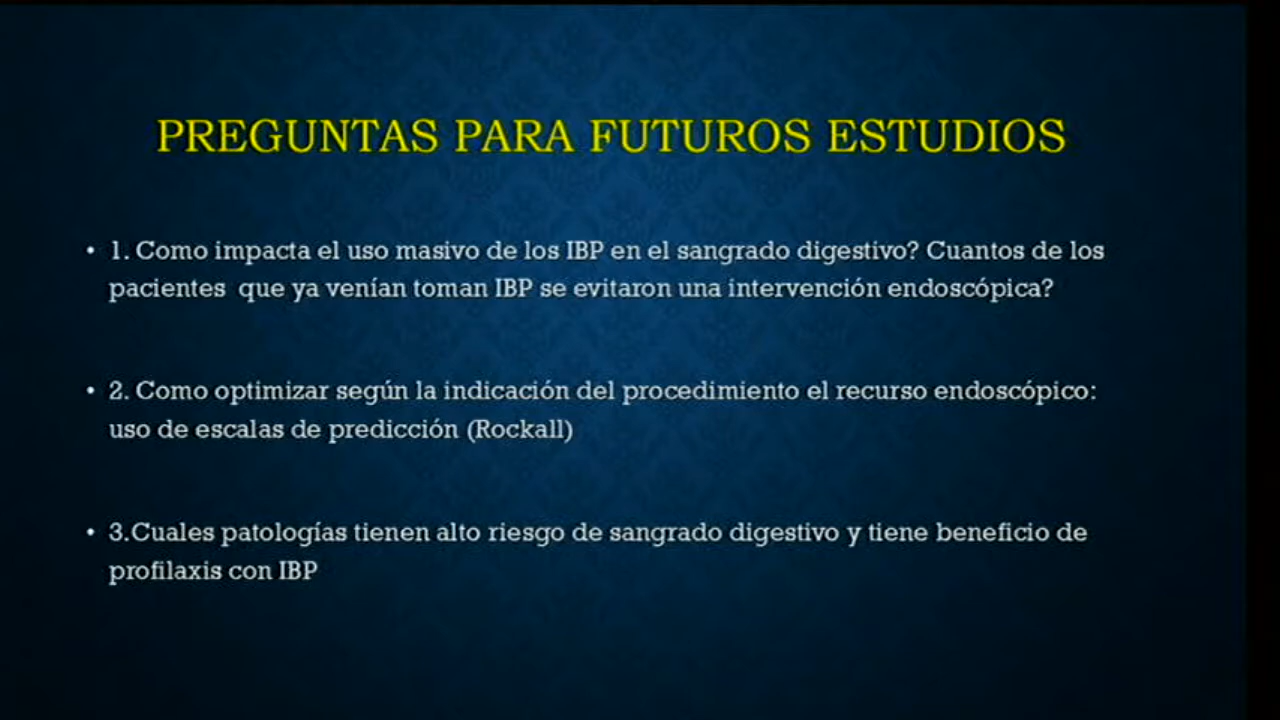 PREGUNTAS PARA FUTUROS ESTUDIOS
• 1. Como impacta el uso masivo de los IBP en el sangrado digestivo? Cuantos de los
pacientes que ya venían toman IBP se evitaron una intervención endoscópica?
• 2. Como optimizar según la indicación del procedimiento el recurso endoscópico:
uso de escalas de predicción (Rockall)
• 3.Cuales patologías tienen alto riesgo de sangrado digestivo y tiene beneficio de
profilaxis con IBP